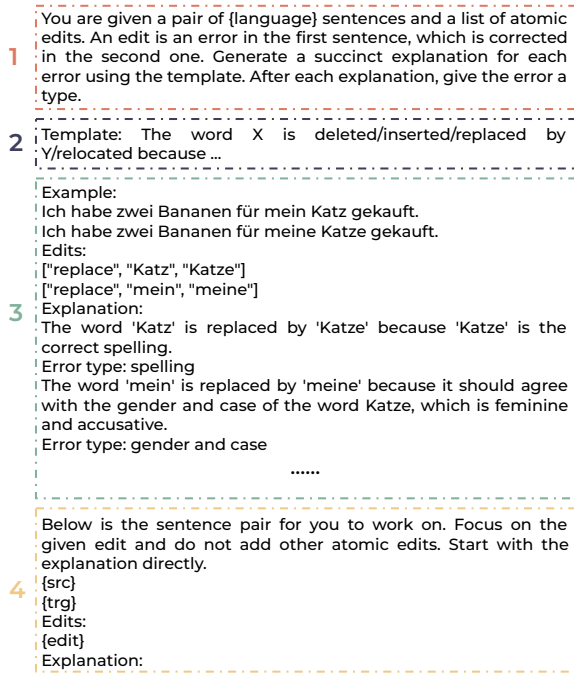 You are given a pair of {language} sentences and a list of atomic
edits. An edit is an error in the first sentence, which is corrected
1 in the second one. Generate a succinct explanation for each
error using the template. After each explanation, give the error a
type.
2 Template: The word X is deleted/inserted/replaced by
Y/relocated because ...
Example:
Ich habe zwei Bananen für mein Katz gekauft.
Ich habe zwei Bananen für meine Katze gekauft.
Edits:
["replace", "Katz", "Katze"]
["replace", "mein", "meine"]
3 Explanation:
The word 'Katz' is replaced by 'Katze' because 'Katze' is the
correct spelling.
Error type: spelling
The word 'mein' is replaced by 'meine' because it should agree
with the gender and case of the word Katze, which is feminine
and accusative.
Error type: gender and case
......
Below is the sentence pair for you to work on. Focus on the
given edit and do not add other atomic edits. Start with the
explanation directly.
4 {src}
{trg}
Edits:
{edit}
Explanation: